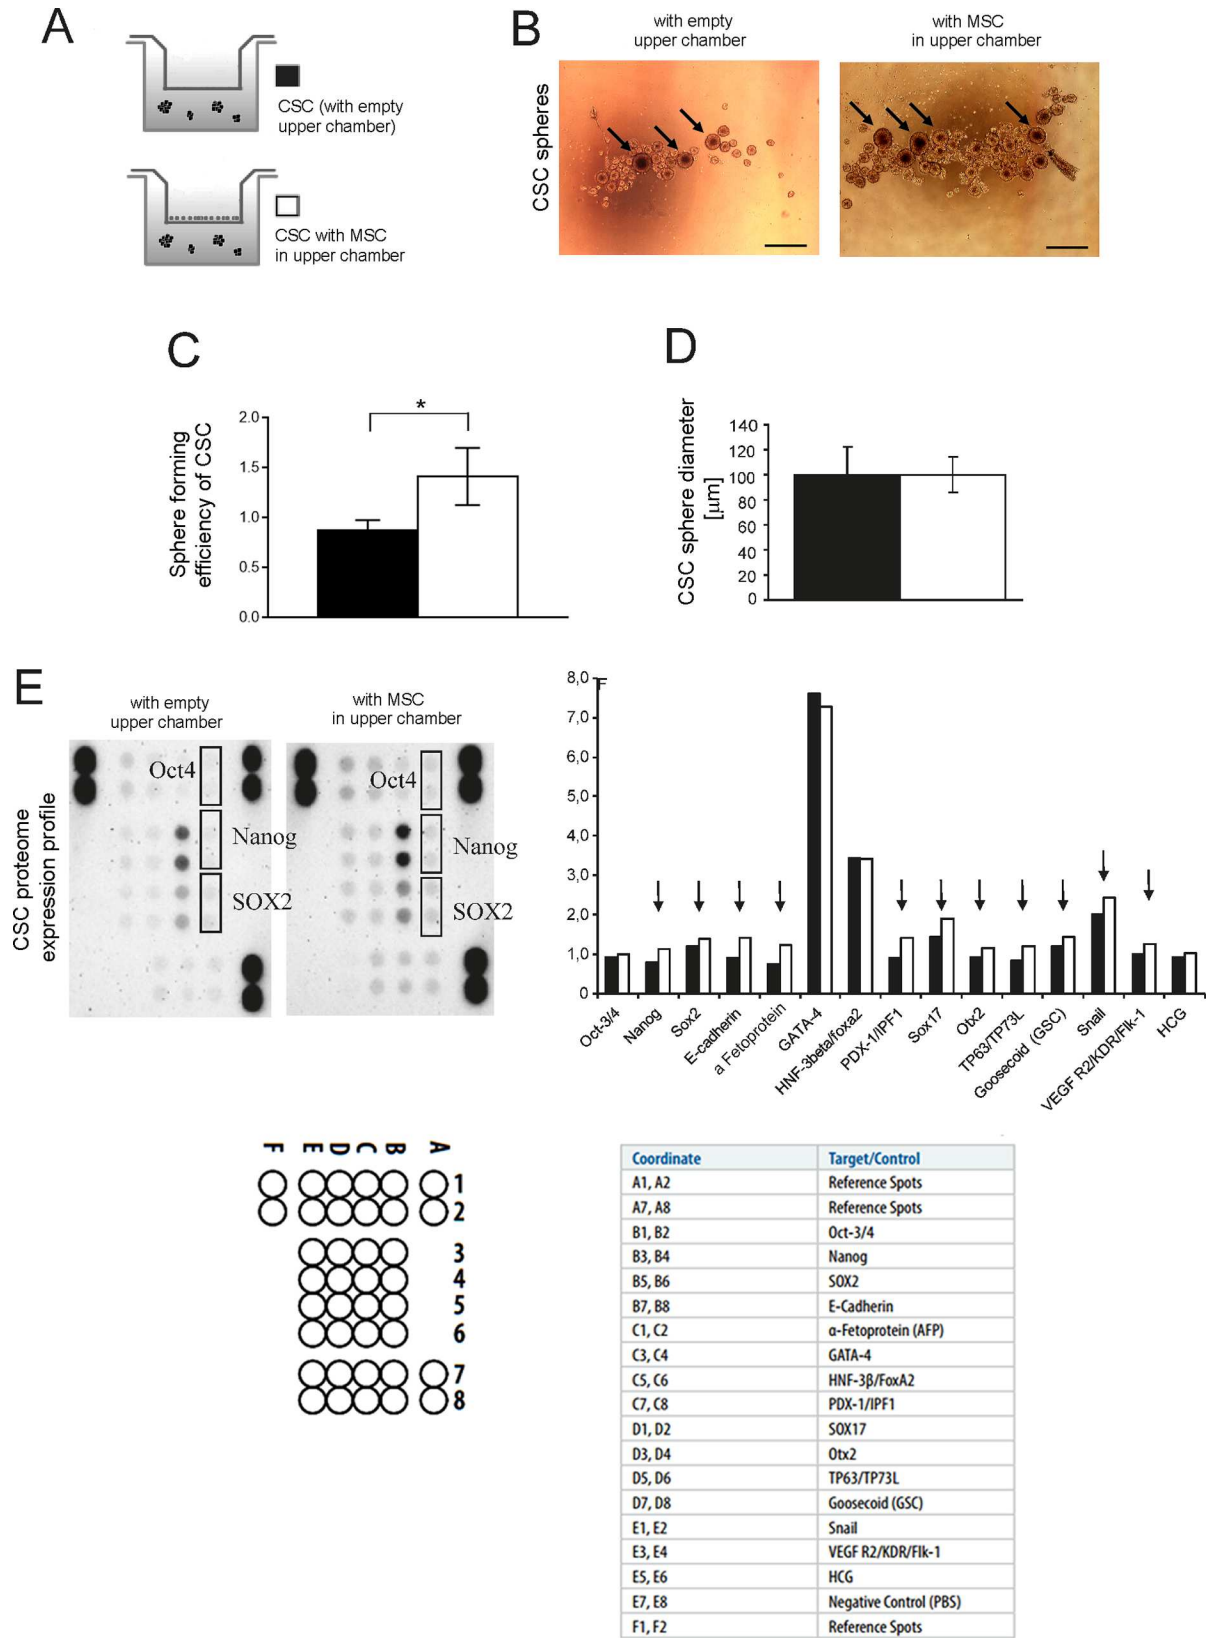 A
CSC (with empty
upper chamber)
CSC with MSC
in upper chamber
B
with empty
upper chamber
with MSC
in upper chamber
CSC spheres
C
Sphere forming
efficiency of CSC
2.0
1.5
1.0
0.5
0.0
*
D
CSC sphere diameter
[µm]
140
120
100
80
60
40
20
0
E
with empty
upper chamber
with MSC
in upper chamber
CSC proteome
expression profile
Oct4
Nanog
SOX2
Oct4
Nanog
SOX2
F
8,0
7,0
6,0
5,0
4,0
3,0
2,0
1,0
0
Oct-3/4
Nanog
Sox2
E-cadherin
a Fetoprotein
GATA-4
HNF-3beta/foxa2
PDX-1/IPF1
Sox17
Otx2
TP63/TP73L
Goosecoid (GSC)
Snail
VEGF R2/KDR/Flk-1
HCG
F E D C B A
1
2
3
4
5
6
7
8
Coordinate Target/Control
A1, A2 Reference Spots
A7, A8 Reference Spots
B1, B2 Oct-3/4
B3, B4 Nanog
B5, B6 SOX2
B7, B8 E-Cadherin
C1, C2 α-Fetoprotein (AFP)
C3, C4 GATA-4
C5, C6 HNF-3β/FoxA2
C7, C8 PDX-1/IPF1
D1, D2 SOX17
D3, D4 Otx2
D5, D6 TP63/TP73L
D7, D8 Goosecoid (GSC)
E1, E2 Snail
E3, E4 VEGF R2/KDR/Flk-1
E5, E6 HCG
E7, E8 Negative Control (PBS)
F1, F2 Reference Spots